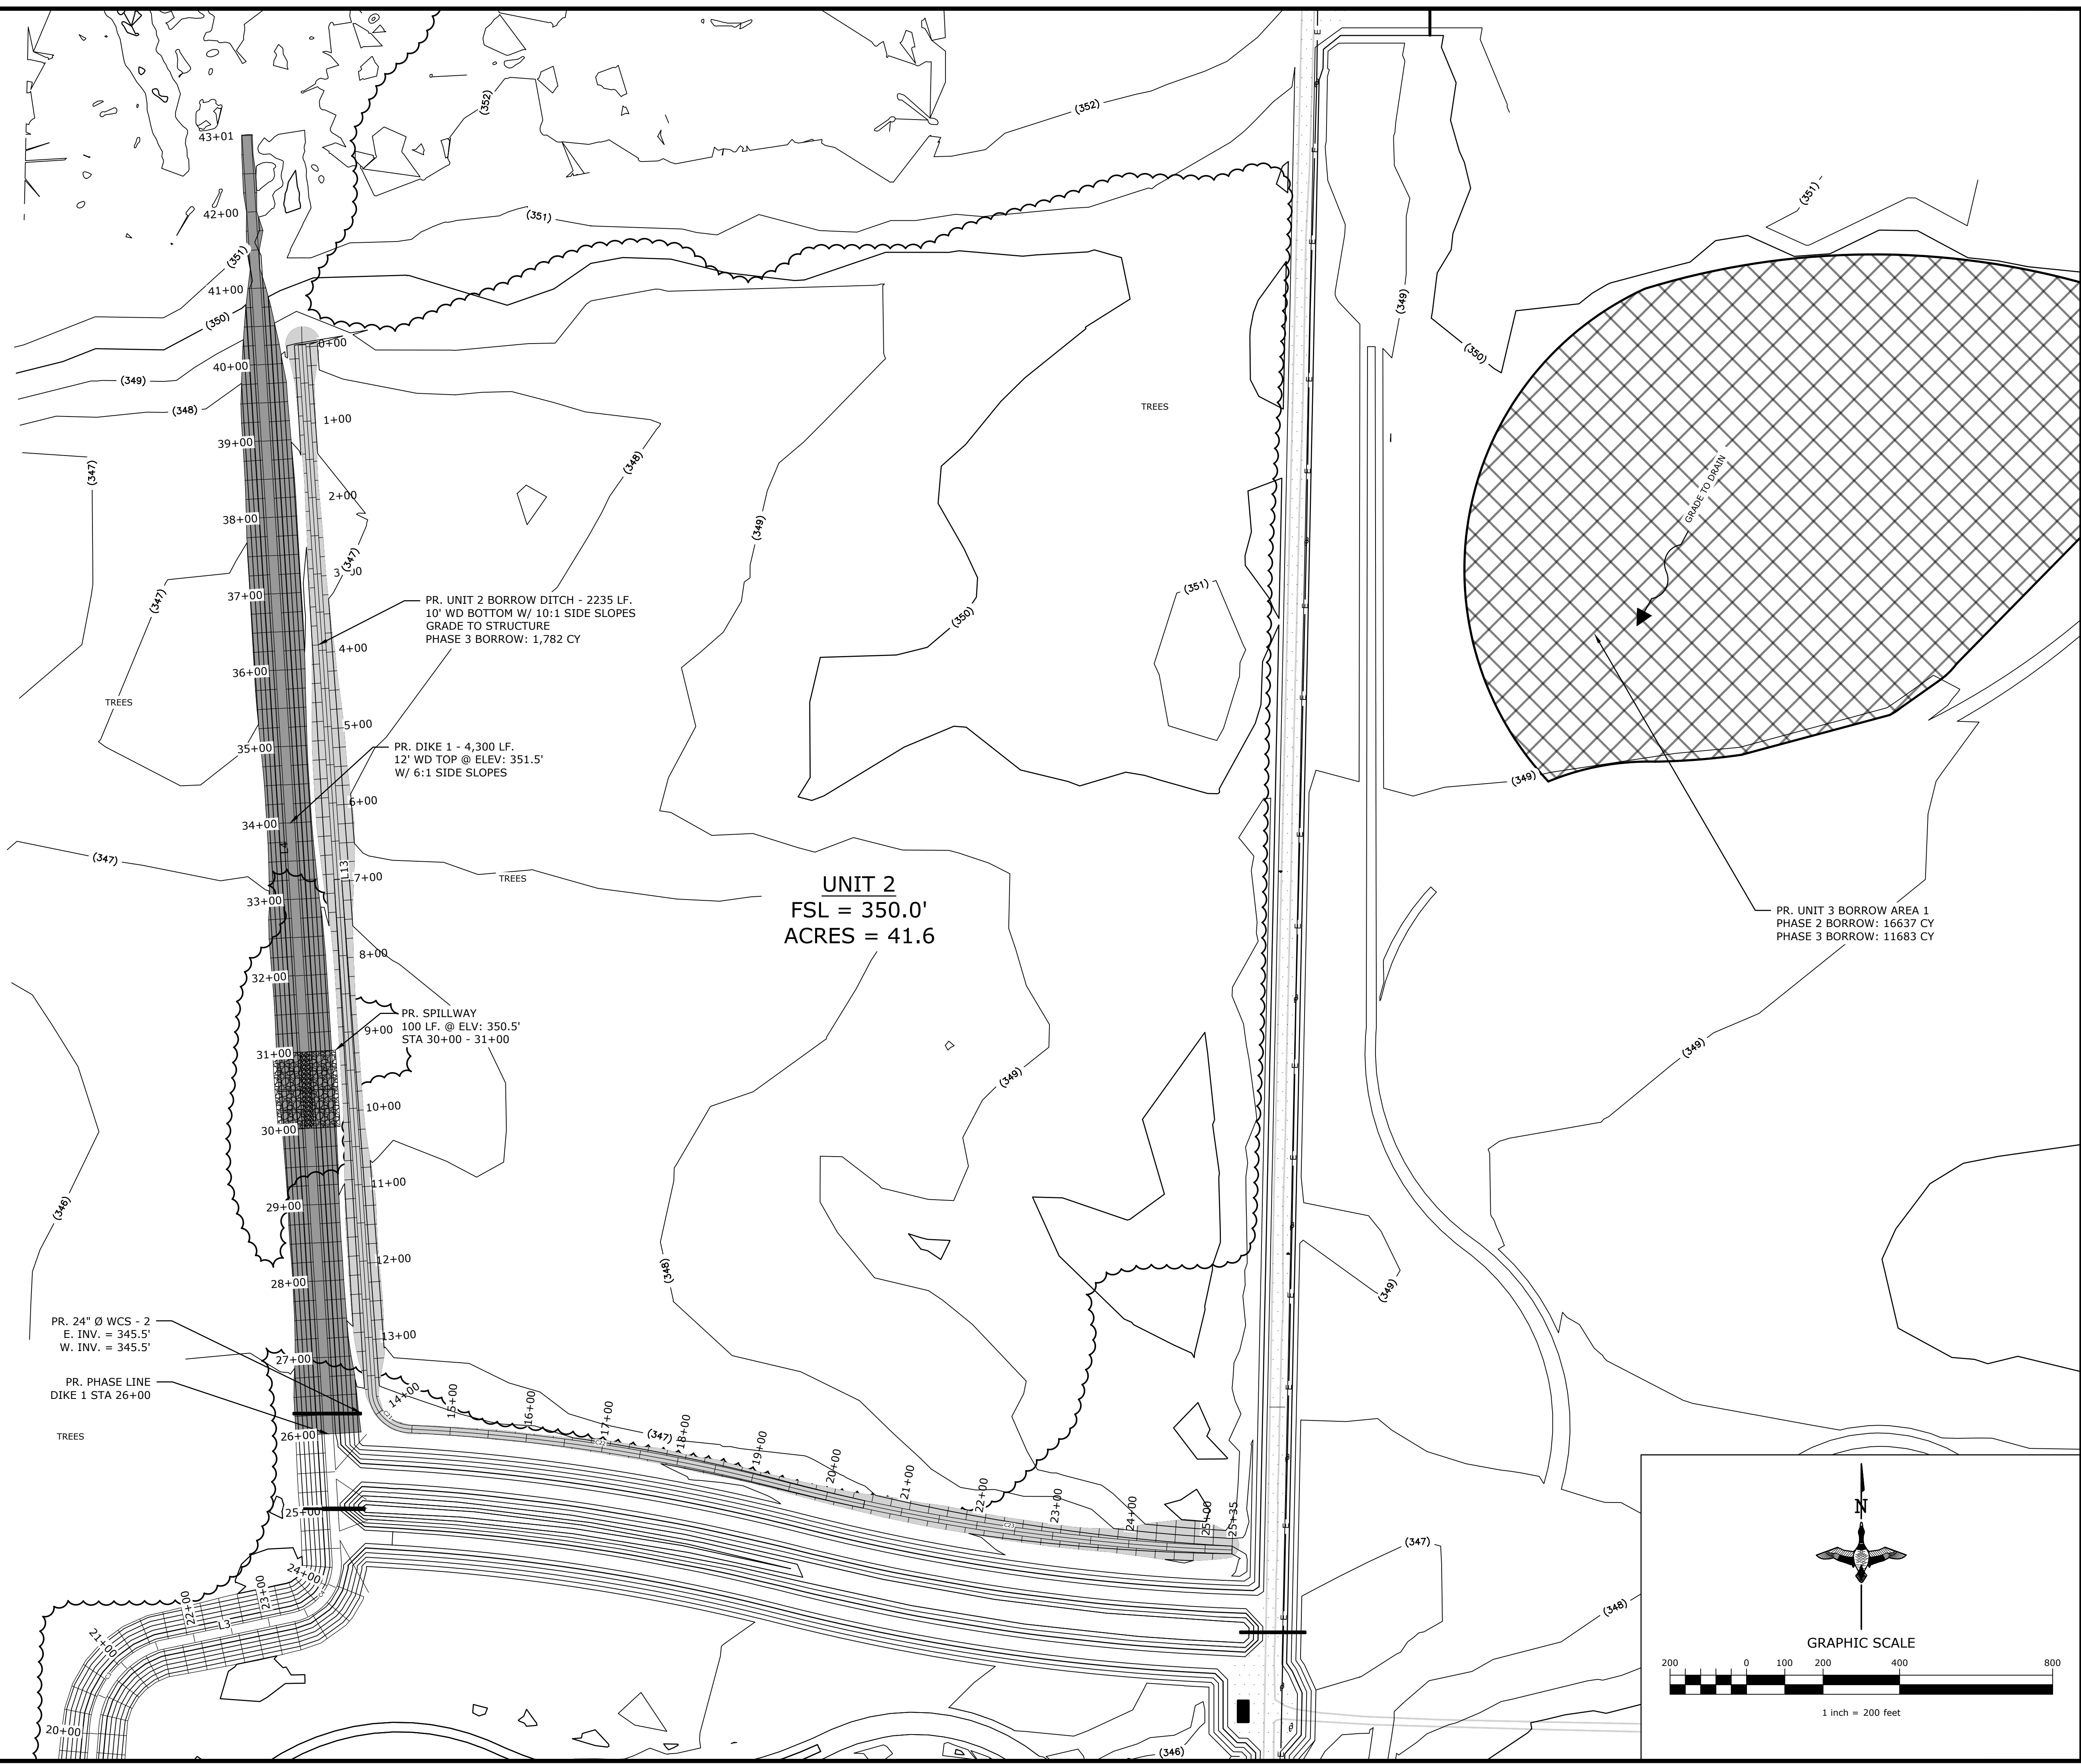 (352)
(352)
43+01
42+00
(351)
(351)
(351)
41+00
(350)
(349)
0+00
40+00
(349)
(350)
(348)
1+00
TREES
39+00
(347)
(348)
GRADE TO DRAIN
2+00
38+00
(349)
(347)
37+00
(347)
(351)
PR. UNIT 2 BORROW DITCH - 2235 LF.
10' WD BOTTOM W/ 10:1 SIDE SLOPES
GRADE TO STRUCTURE
PHASE 3 BORROW: 1,782 CY
(350)
4+00
36+00
TREES
5+00
35+00
PR. DIKE 1 - 4,300 LF.
12' WD TOP @ ELEV: 351.5'
W/ 6:1 SIDE SLOPES
(349)
6+00
34+00
L4
(347)
L13
7+00
TREES
33+00
UNIT 2
FSL = 350.0'
ACRES = 41.6
PR. UNIT 3 BORROW AREA 1
PHASE 2 BORROW: 16637 CY
PHASE 3 BORROW: 11683 CY
8+00
32+00
PR. SPILLWAY
100 LF. @ ELV: 350.5'
STA 30+00 - 31+00
9+00
31+00
(349)
(349)
10+00
30+00
11+00
29+00
(346)
12+00
(348)
28+00
(349)
PR. 24" Ø WCS - 2
E. INV. = 345.5'
W. INV. = 345.5'
13+00
27+00
PR. PHASE LINE
DIKE 1 STA 26+00
14+00
15+00
16+00
17+00
18+00
19+00
20+00
21+00
22+00
23+00
24+00
25+00
25+35
(347)
TREES
26+00
25+00
24+00
23+00
22+00
L3
21+00
20+00
(347)
(348)
(346)
N
GRAPHIC SCALE
200 0 100 200 400 800
1 inch = 200 feet